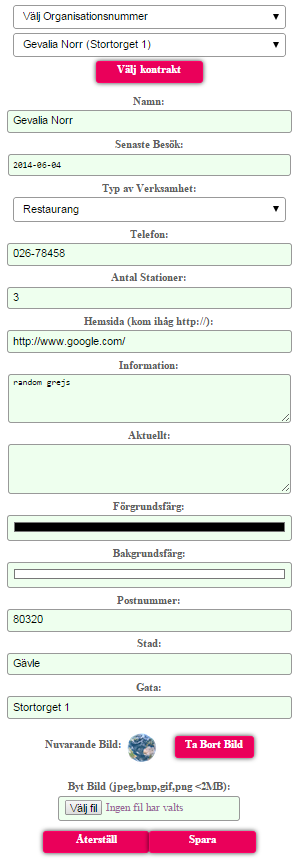 Välj Organisationsnummer
Gevalia Norr (Stortorget 1)
Välj kontrakt
Namn:
Gevalia Norr
Senaste Besök:
2014-06-04
Typ av Verksamhet:
Restaurang
Telefon:
026-78458
Antal Stationer:
3
Hemsida (kom ihåg http://):
http://www.google.com/
Information:
random grejs
Aktuellt:
Förgrundsfärg:
Bakgrundsfärg:
Postnummer:
80320
Stad:
Gävle
Gata:
Stortorget 1
Nuvarande Bild:
Ta Bort Bild
Byt Bild (jpeg,bmp,gif,png <2MB):
Välj fil Ingen fil har valts
Återställ Spara